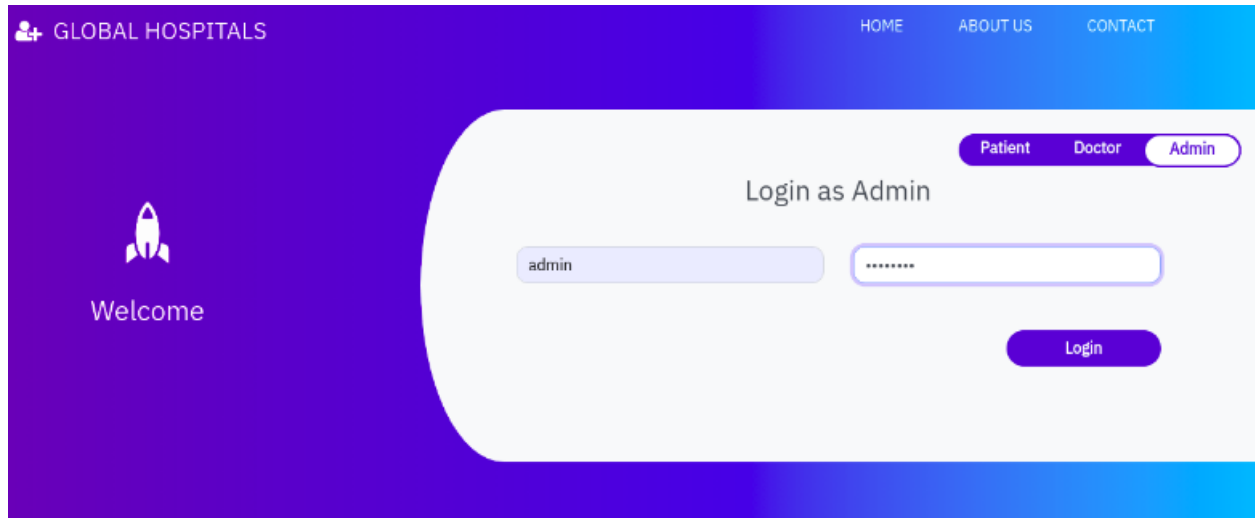 GLOBAL HOSPITALS
HOME ABOUT US CONTACT
Patient Doctor Admin
Login as Admin
admin ••••••••
Welcome
Login